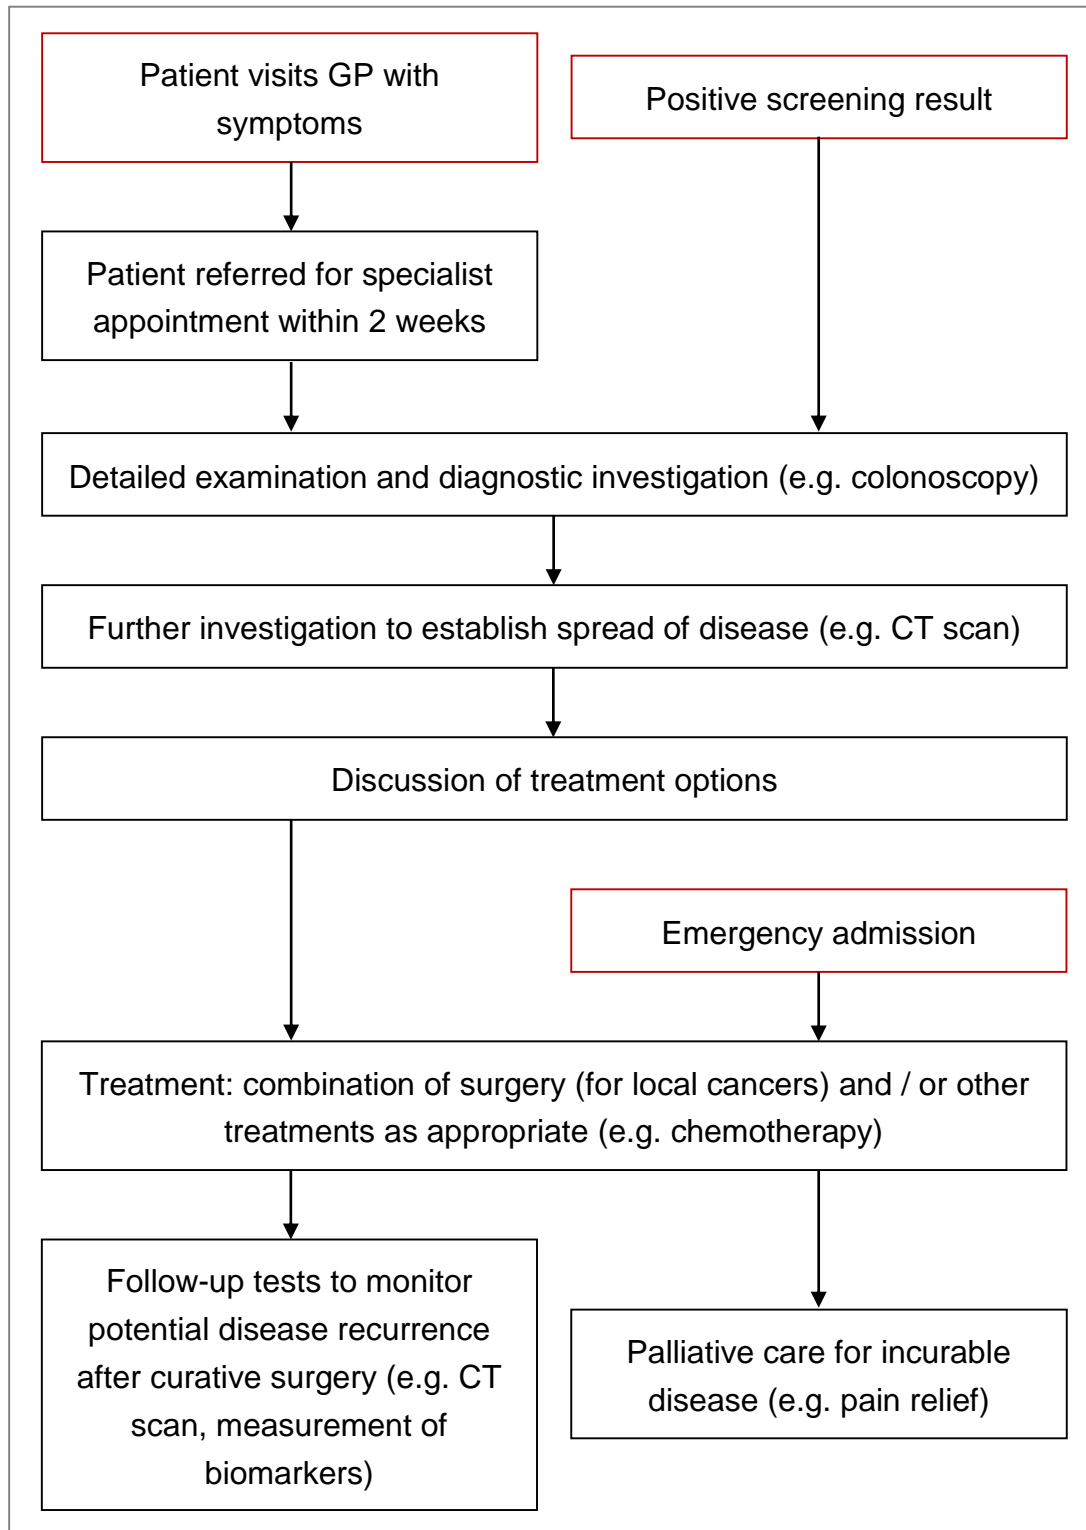 Patient visits GP with
symptoms
Positive screening result
Patient referred for specialist
appointment within 2 weeks
Detailed examination and diagnostic investigation (e.g. colonoscopy)
Further investigation to establish spread of disease (e.g. CT scan)
Discussion of treatment options
Emergency admission
Treatment: combination of surgery (for local cancers) and / or other
treatments as appropriate (e.g. chemotherapy)
Follow-up tests to monitor
potential disease recurrence
after curative surgery (e.g. CT
scan, measurement of
biomarkers)
Palliative care for incurable
disease (e.g. pain relief)